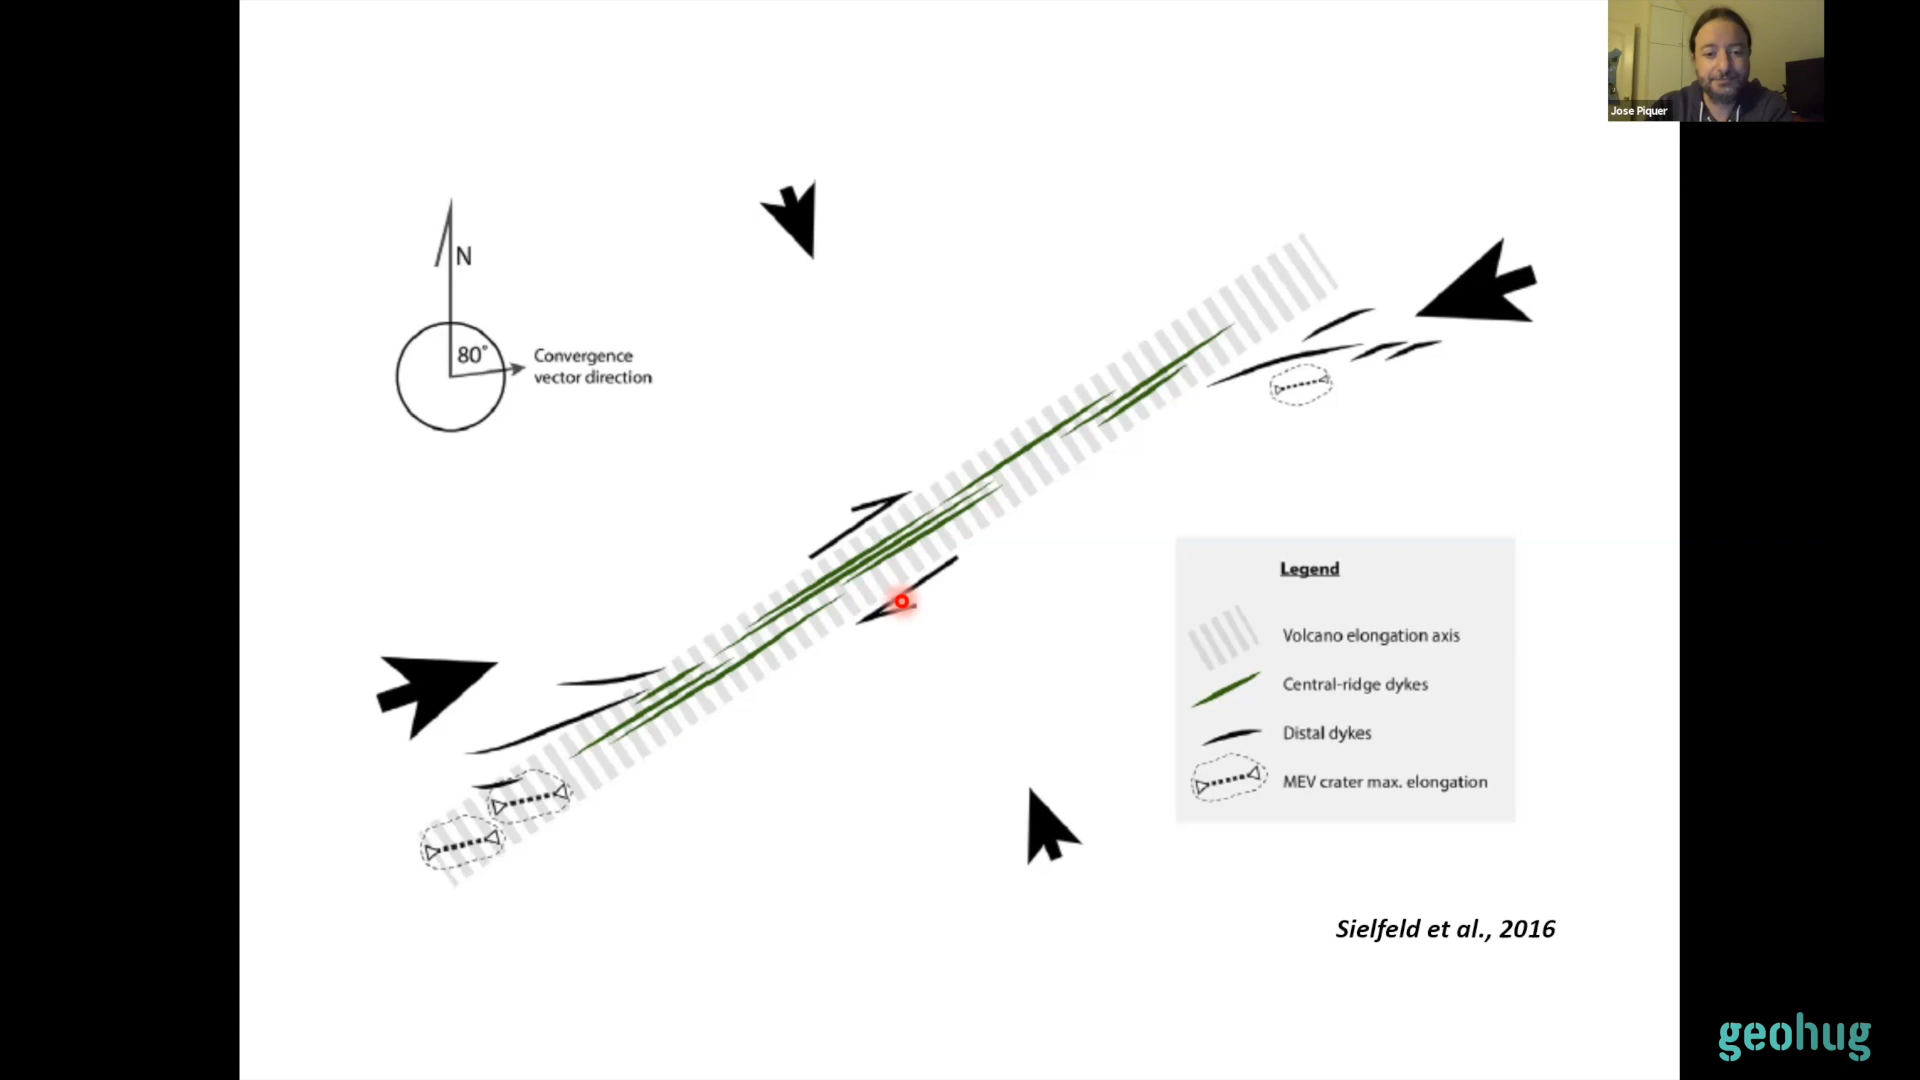 Jose Piquer
N
80°
Convergence
vector direction
Legend
Volcano elongation axis
Central-ridge dykes
Distal dykes
MEV crater max. elongation
Sielfeld et al., 2016
geohug